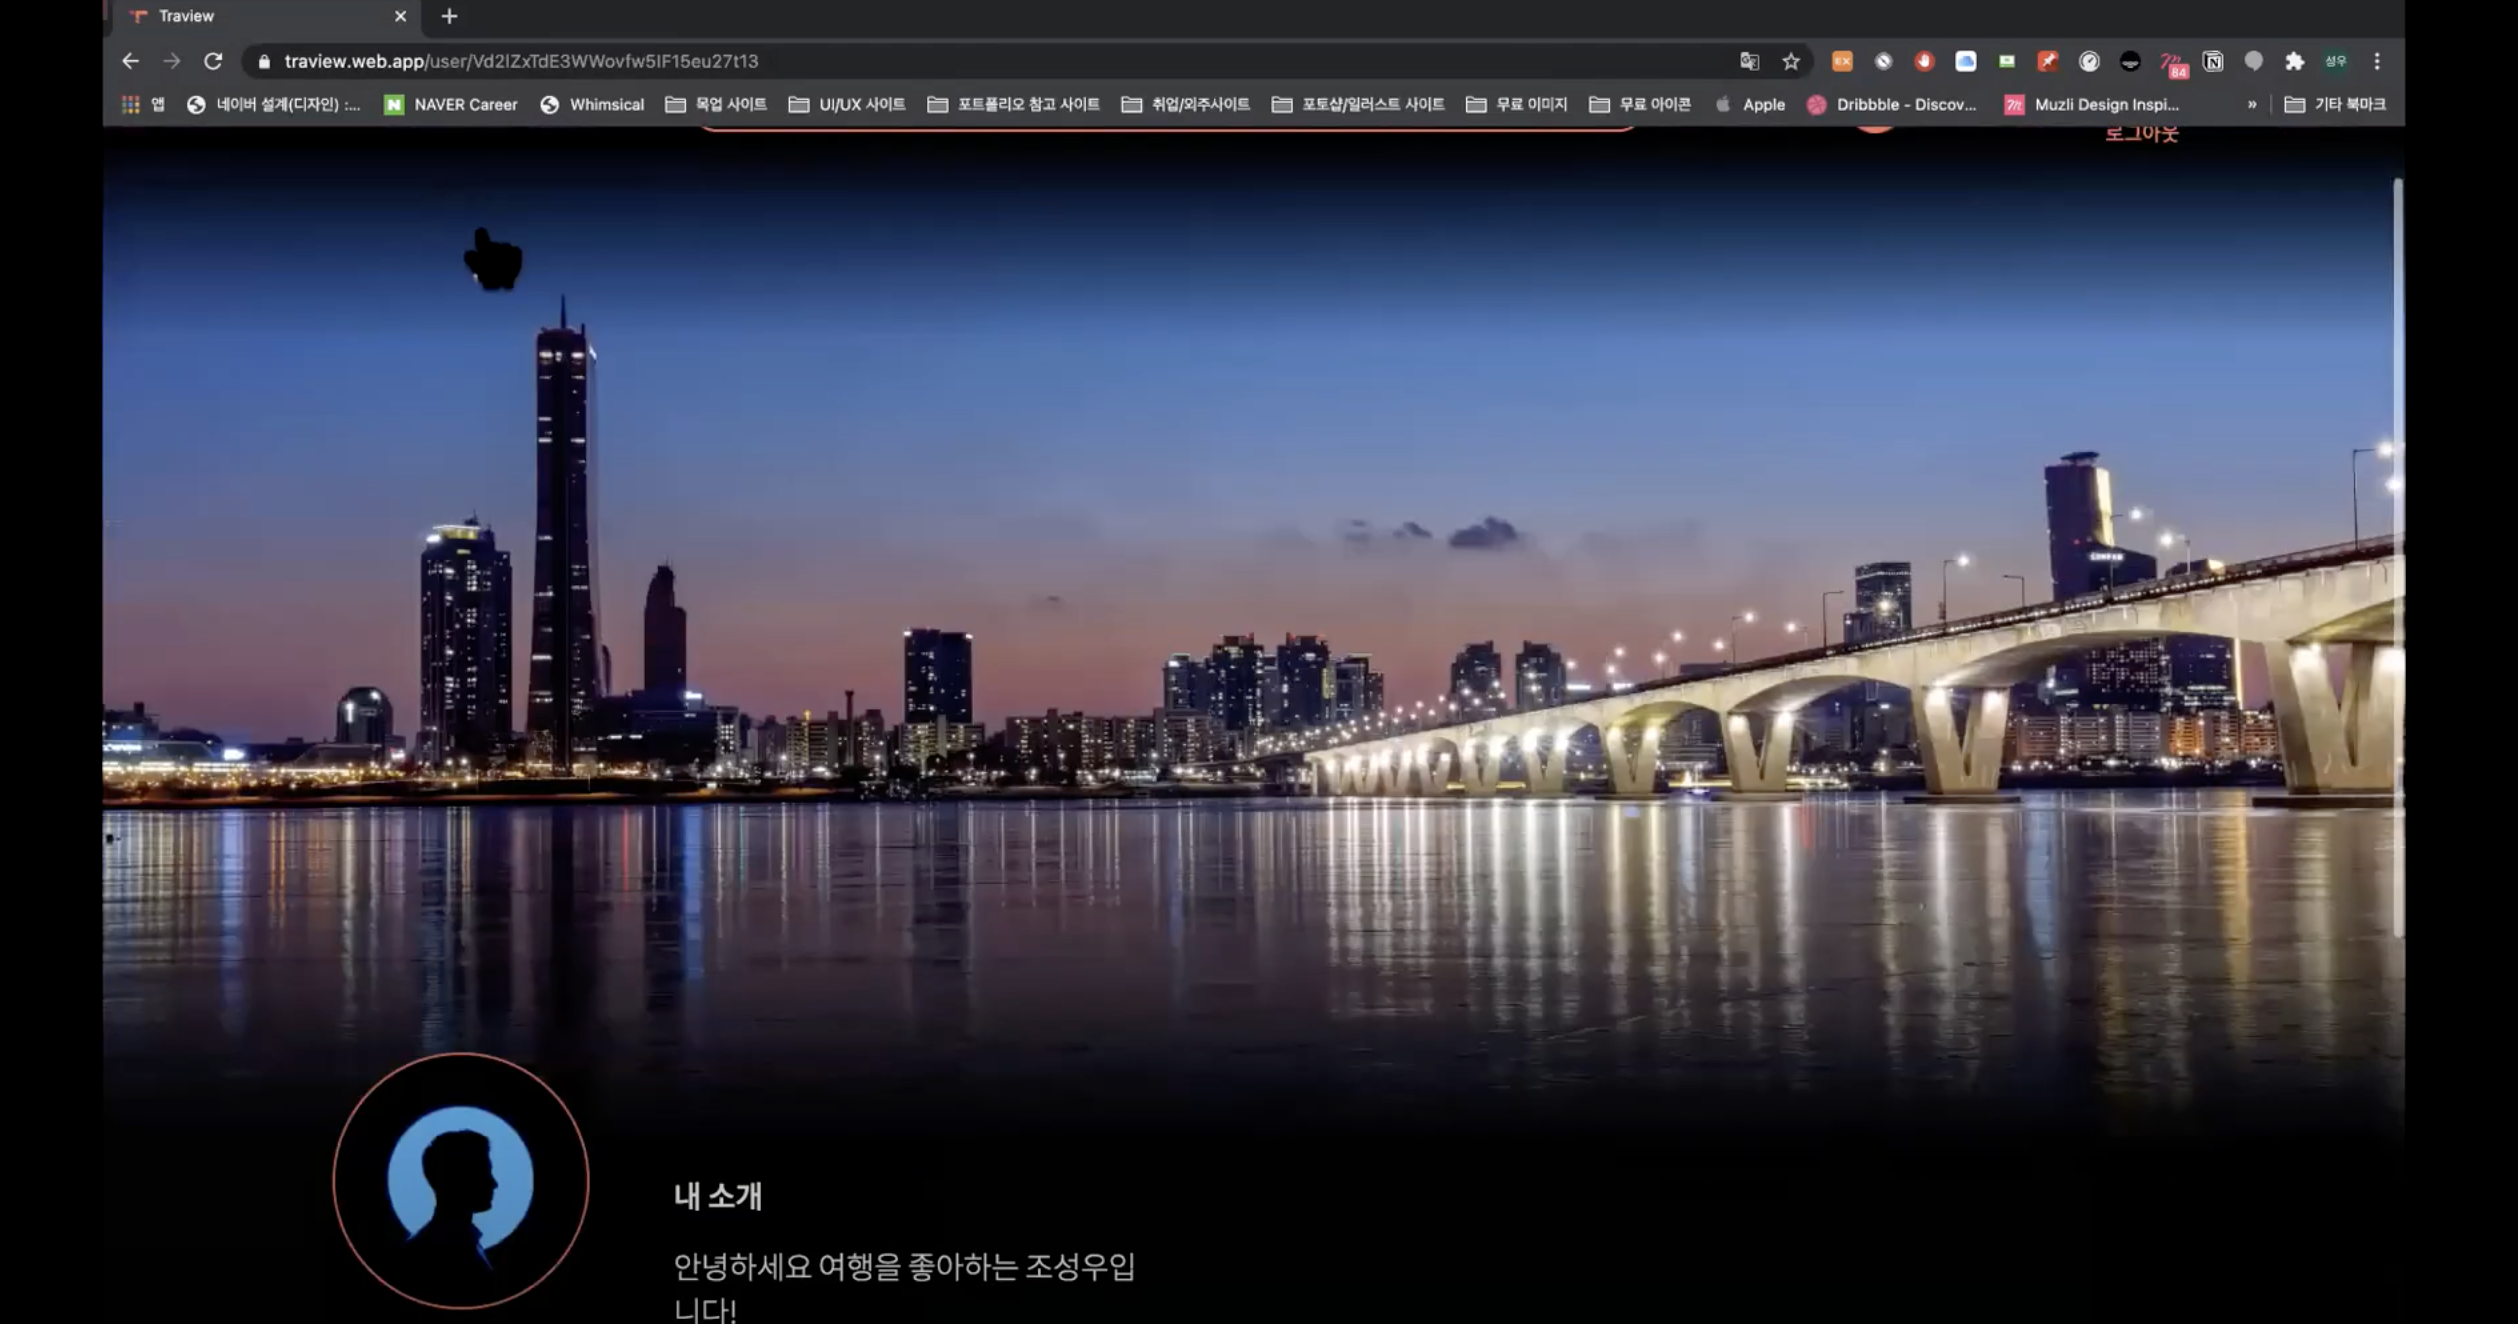 Traview
traview.web.app/user/Vd2lZxTdE3WWovfw5lF15eu27t13
EX
84
성우
앱
네이버 설계(디자인) :...
N
NAVER Career
Whimsical
목업 사이트
UI/UX 사이트
포트폴리오 참고 사이트
취업/외주사이트
포토샵/일러스트 사이트
무료 이미지
무료 아이콘
Apple
Dribbble - Discov...
Muzli Design Inspi...
»
기타 북마크
로그아웃
내 소개
안녕하세요 여행을 좋아하는 조성우입
니다!